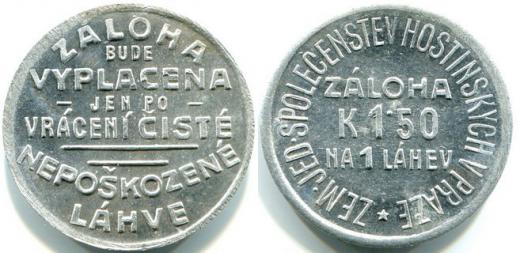 ZÁLOHA
BUDE
VYPLACENA
– JEN PO –
VRÁCENÍ ČISTÉ
NEPOŠKOZENÉ
LÁHVE
ZEM·JED·SPOLEČENSTEV HOSTINSKÝCH V PRAZE ★
ZÁLOHA
K 1·50
NA 1 LÁHEV